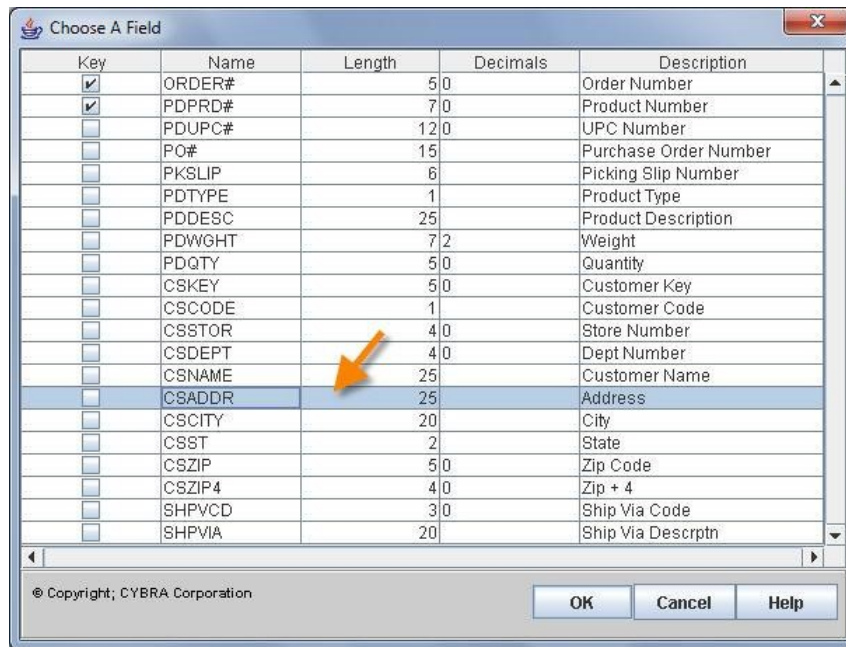 Choose A Field
Key Name Length Decimals Description
ORDER# 5 0 Order Number
PDPRD# 7 0 Product Number
PDUPC# 12 0 UPC Number
PO# 15 Purchase Order Number
PKSLIP 6 Picking Slip Number
PDTYPE 1 Product Type
PDDESC 25 Product Description
PDWGHT 7 2 Weight
PDQTY 5 0 Quantity
CSKEY 5 0 Customer Key
CSCODE 1 Customer Code
CSSTOR 4 0 Store Number
CSDEPT 4 0 Dept Number
CSNAME 25 Customer Name
CSADDR 25 Address
CSCITY 20 City
CSST 2 State
CSZIP 5 0 Zip Code
CSZIP4 4 0 Zip + 4
SHPVCD 3 0 Ship Via Code
SHPVIA 20 Ship Via Descrptn
© Copyright; CYBRA Corporation
OK Cancel Help